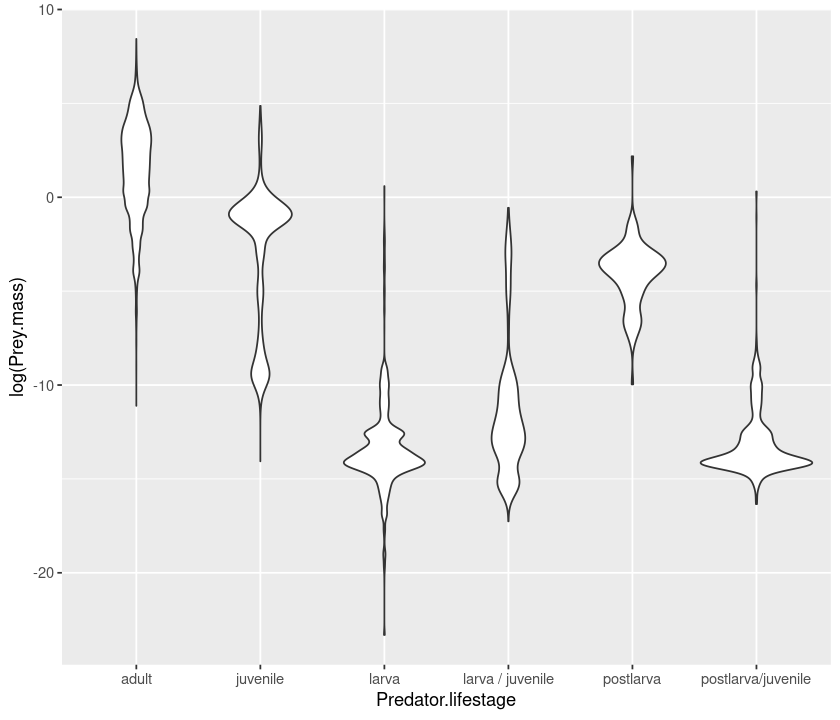 10
0
-10
-20
log(Prey.mass)
adult juvenile larva larva / juvenile postlarva postlarva/juvenile
Predator.lifestage